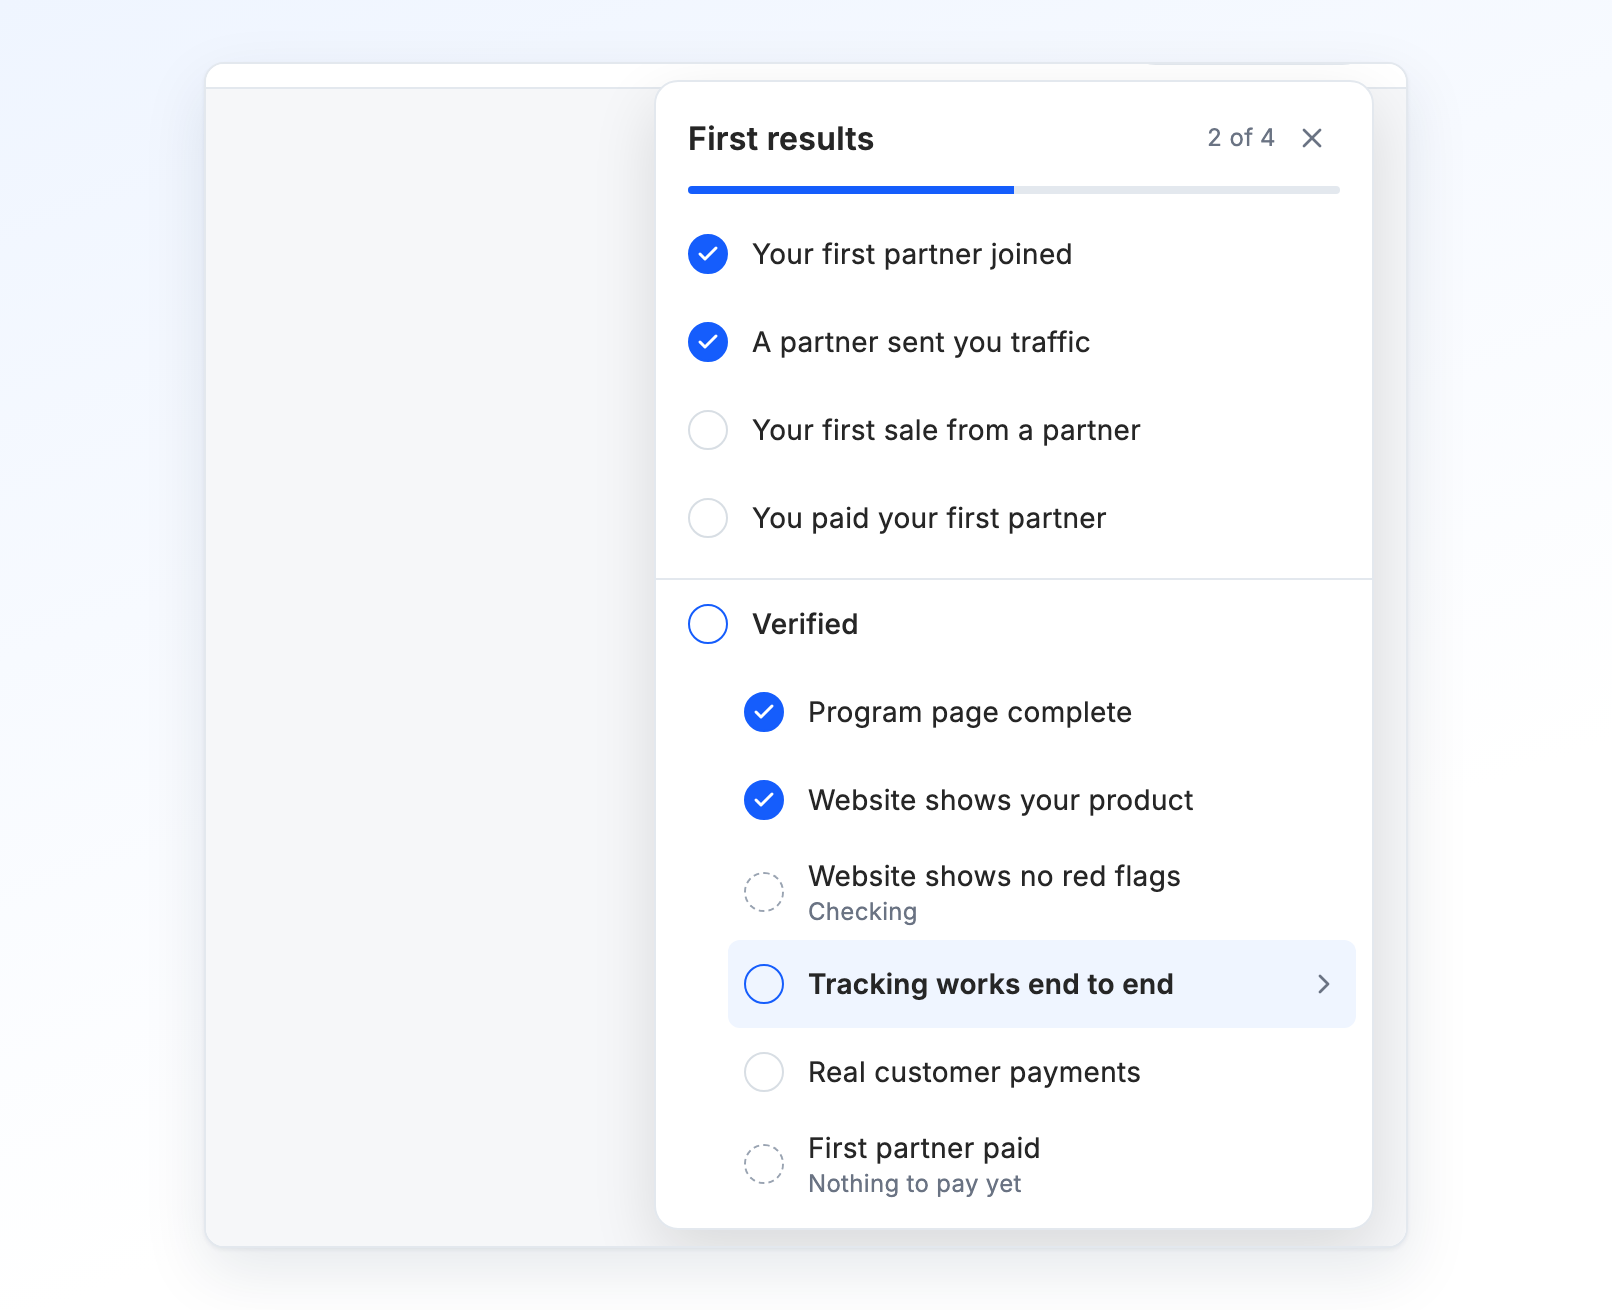 First results
2 of 4
Your first partner joined
A partner sent you traffic
Your first sale from a partner
You paid your first partner
Verified
Program page complete
Website shows your product
Website shows no red flags
Checking
Tracking works end to end
Real customer payments
First partner paid
Nothing to pay yet